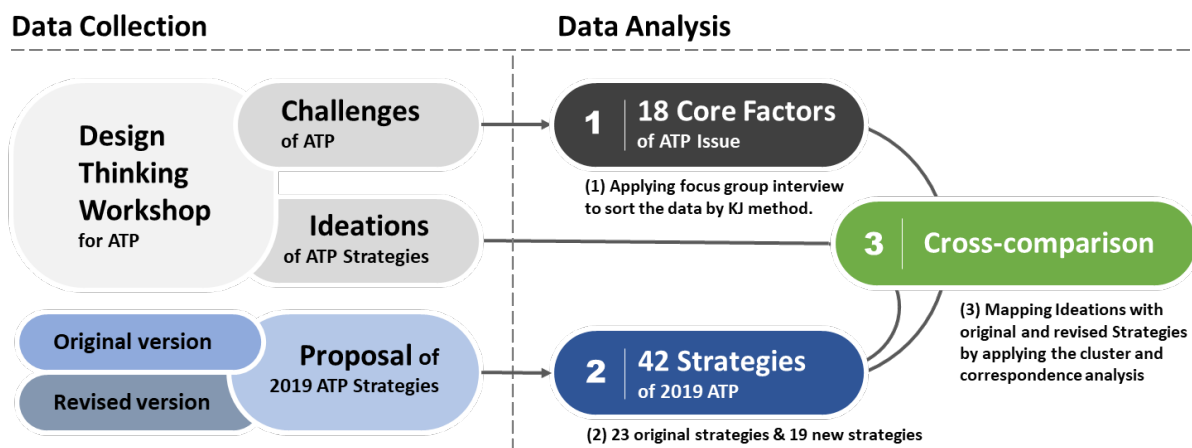 Data Collection
Data Analysis
Design
Thinking
Workshop
for ATP
Challenges
of ATP
Ideations
of ATP Strategies
Original version
Revised version
Proposal of
2019 ATP Strategies
1
18 Core Factors
of ATP Issue
(1) Applying focus group interview
to sort the data by KJ method.
3
Cross-comparison
(3) Mapping Ideations with
original and revised Strategies
by applying the cluster and
correspondence analysis
2
42 Strategies
of 2019 ATP
(2) 23 original strategies & 19 new strategies